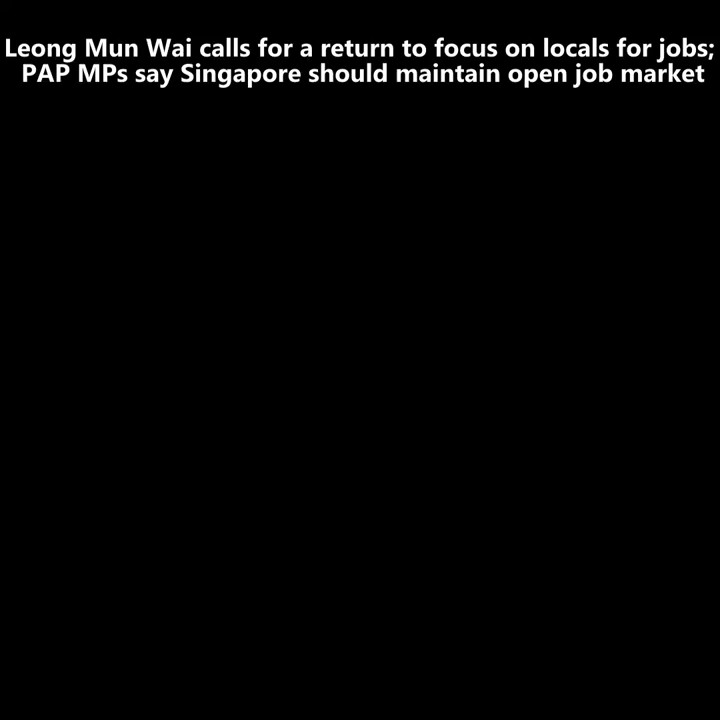 Leong Mun Wai calls for a return to focus on locals for jobs;
PAP MPs say Singapore should maintain open job market